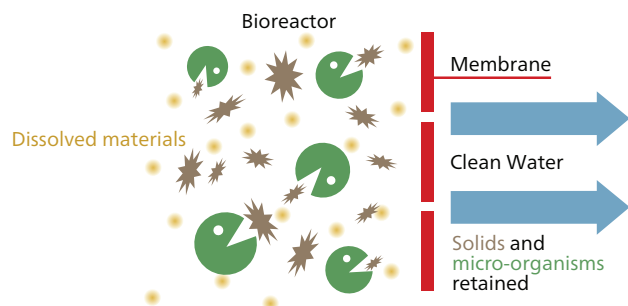 Bioreactor
Membrane
Dissolved materials
Clean Water
Solids and
micro-organisms
retained